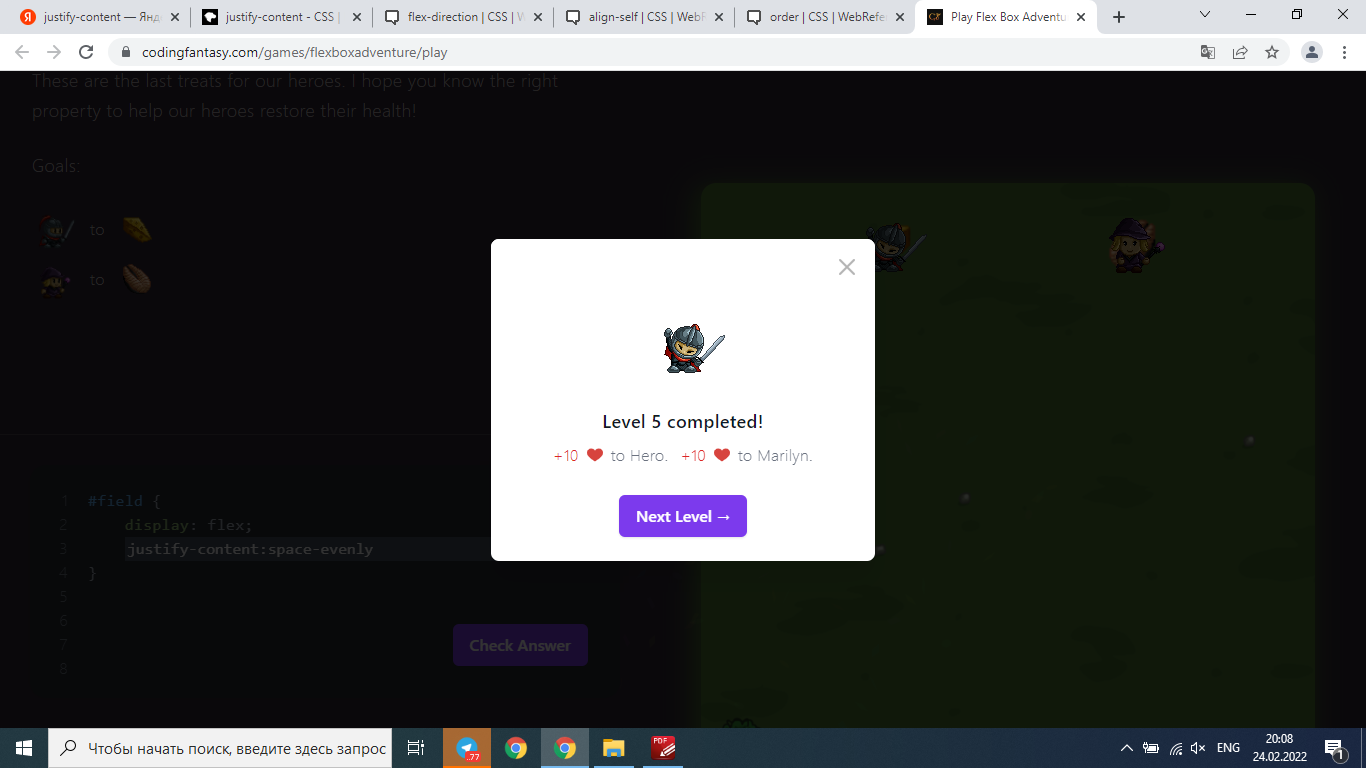 justify-content — Янд
justify-content - CSS |
flex-direction | CSS | W
align-self | CSS | WebR
order | CSS | WebRefer
Play Flex Box Adventu
codingfantasy.com/games/flexboxadventure/play
These are the last treats for our heroes. I hope you know the right
property to help our heroes restore their health!
Goals:
to
to
Level 5 completed!
+10 to Hero. +10 to Marilyn.
Next Level →
1 #field {
2 display: flex;
3 justify-content:space-evenly
4 }
5
6
7
8
Check Answer
Чтобы начать поиск, введите здесь запрос
77
PDF
ENG
20:08
24.02.2022
1